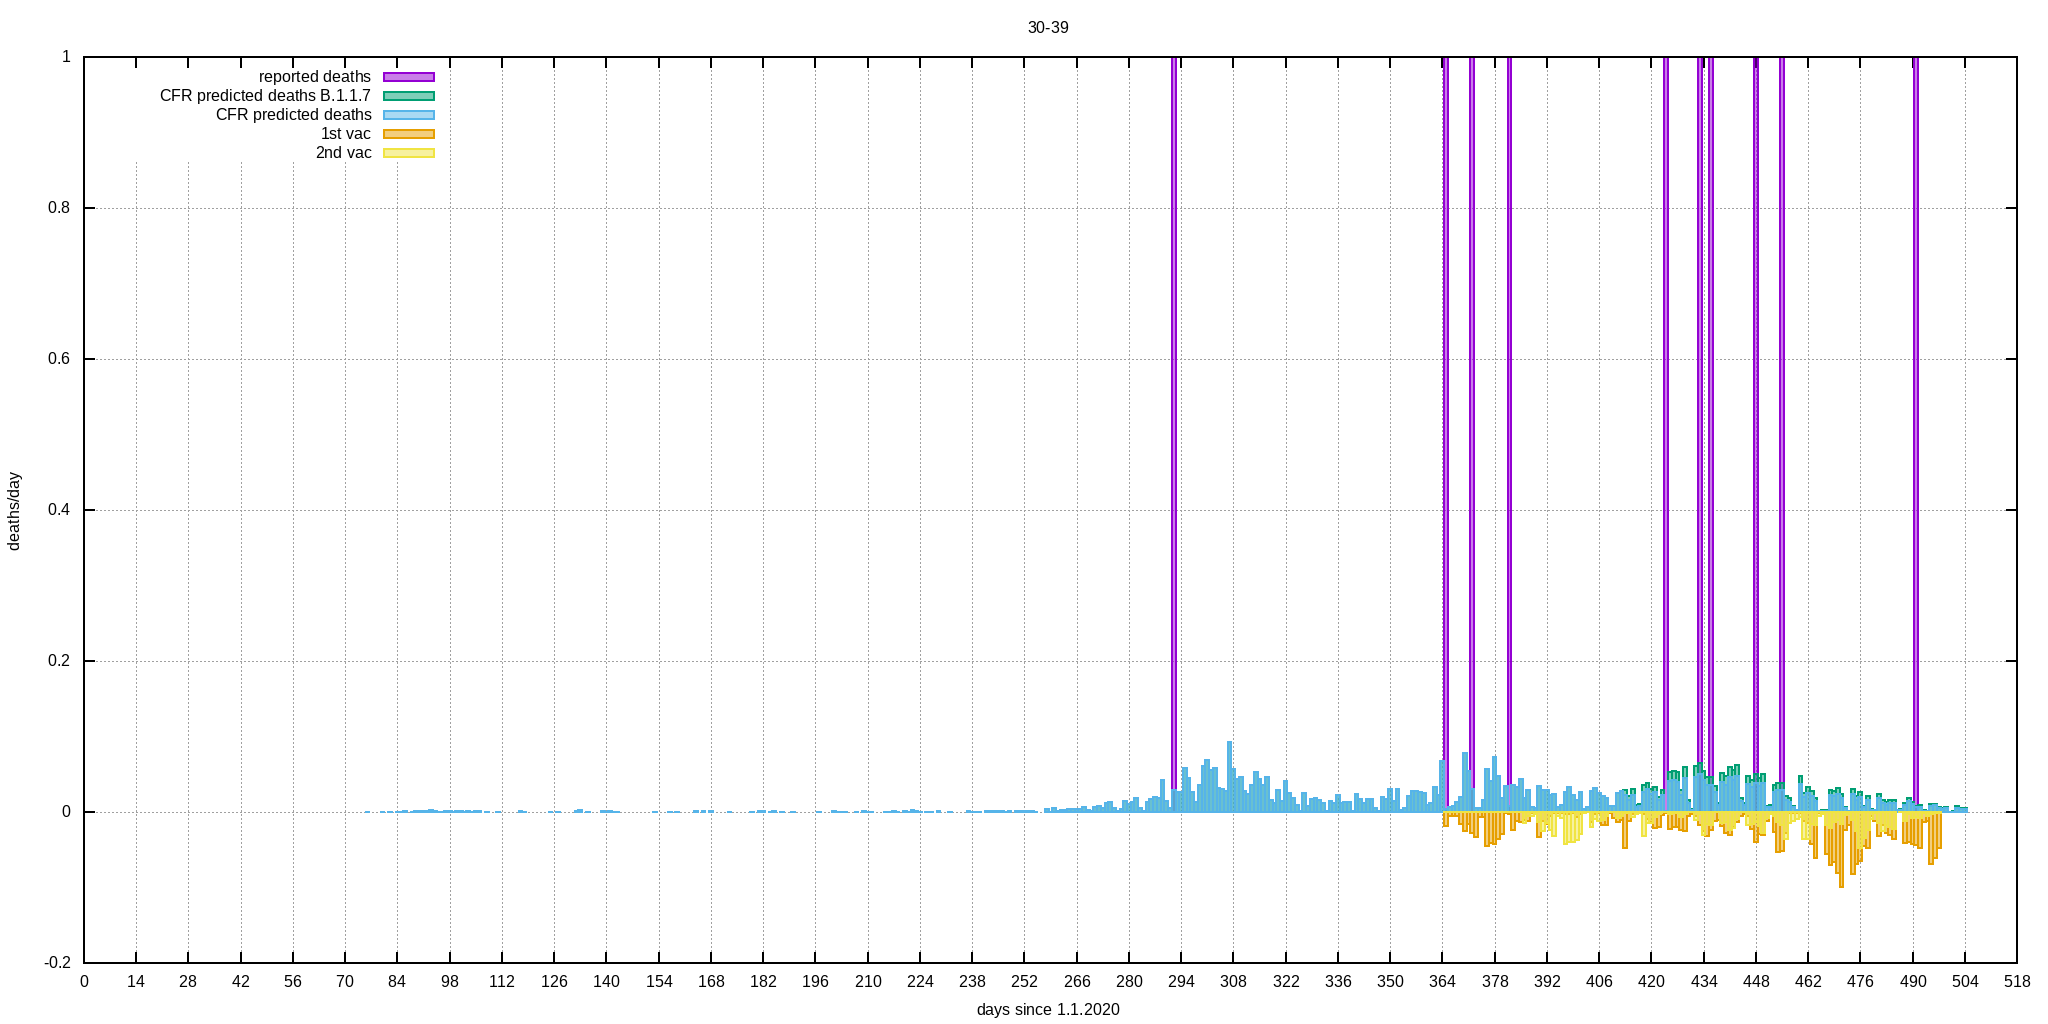 30-39
reported deaths
CFR predicted deaths B.1.1.7
CFR predicted deaths
1st vac
2nd vac
deaths/day
1
0.8
0.6
0.4
0.2
0
-0.2
0 14 28 42 56 70 84 98 112 126 140 154 168 182 196 210 224 238 252 266 280 294 308 322 336 350 364 378 392 406 420 434 448 462 476 490 504 518
days since 1.1.2020